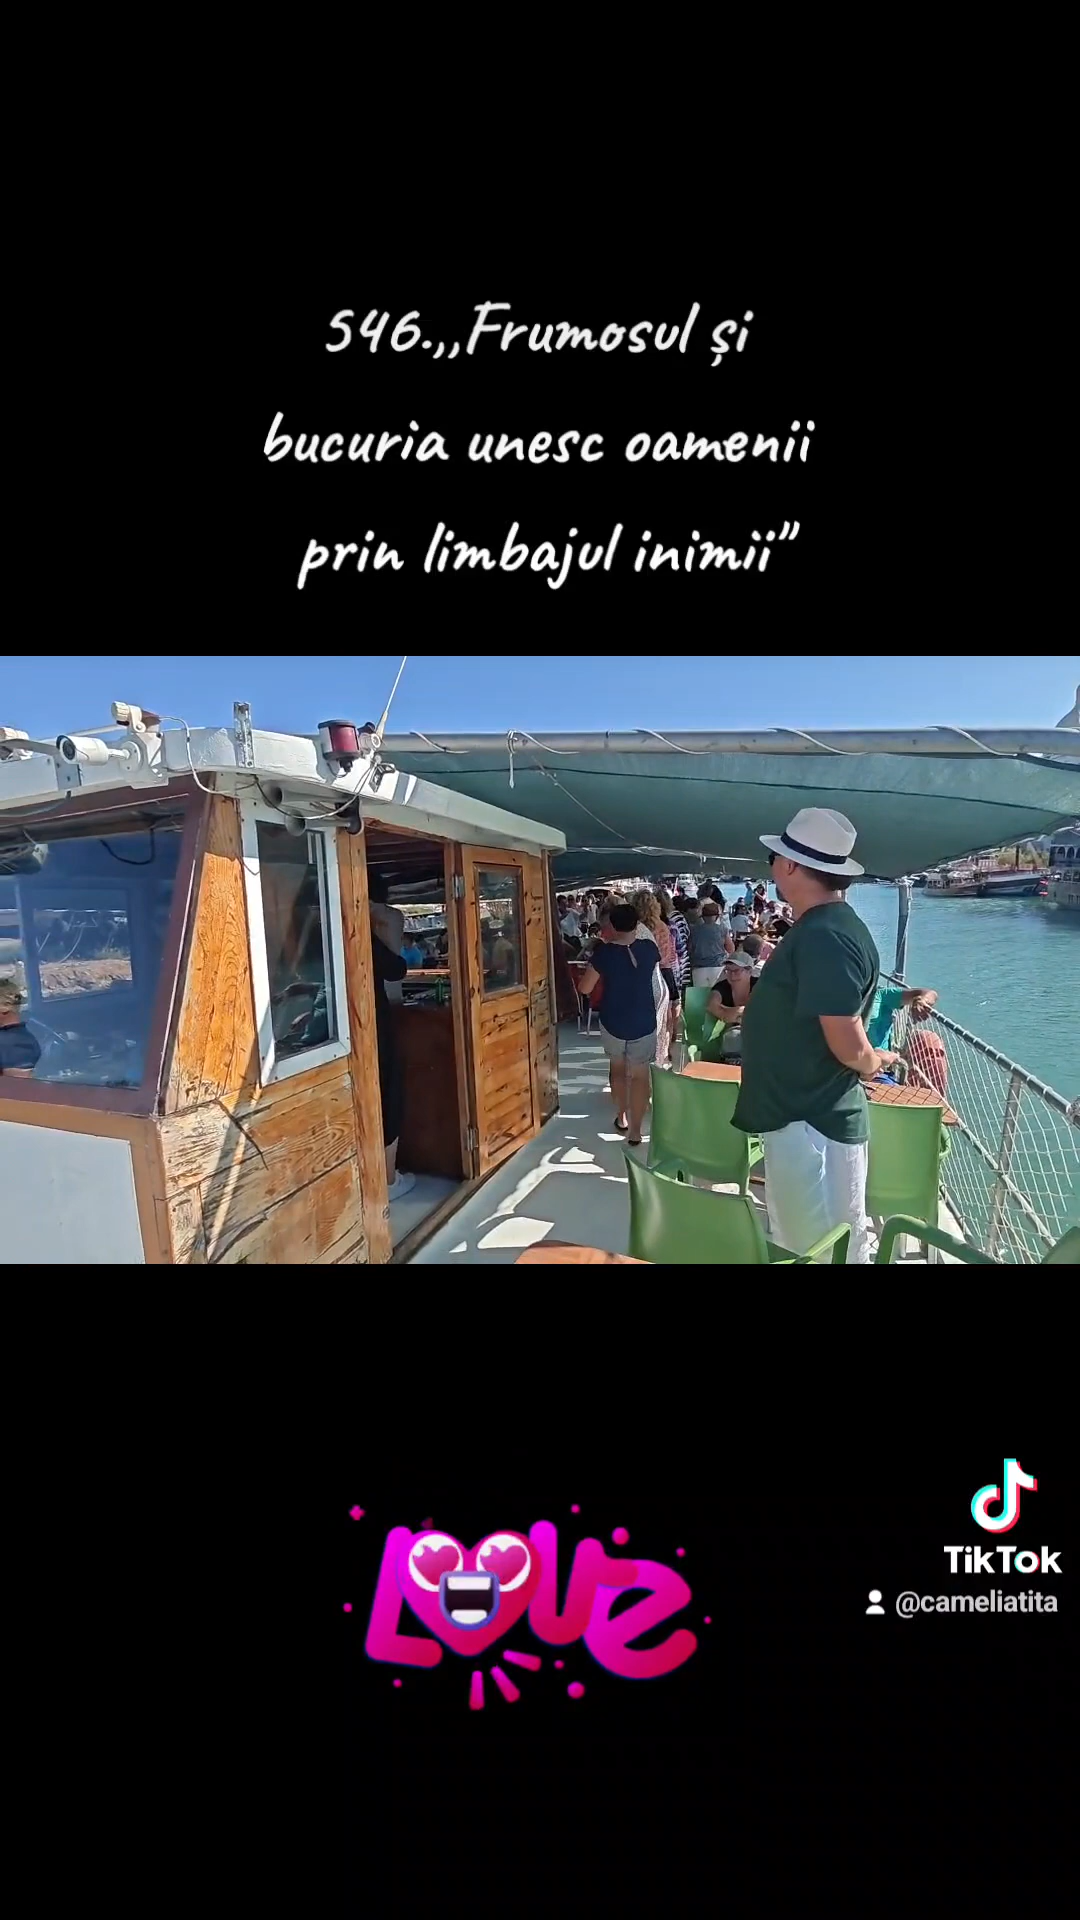 546.,,Frumosul și
bucuria unesc oamenii
prin limbajul inimii"
LOVE
TikTok
@cameliatita